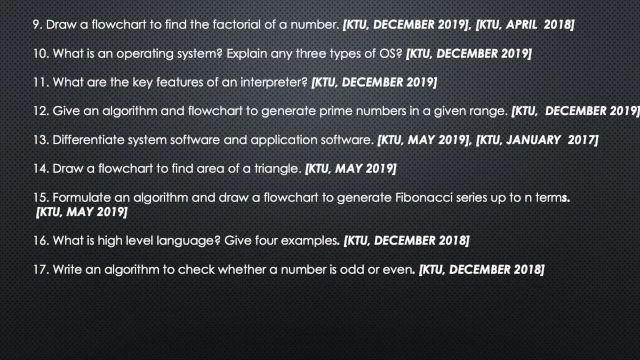 9. Draw a flowchart to find the factorial of a number. [KTU, DECEMBER 2019], [KTU, APRIL 2018]
10. What is an operating system? Explain any three types of OS? [KTU, DECEMBER 2019]
11. What are the key features of an interpreter? [KTU, DECEMBER 2019]
12. Give an algorithm and flowchart to generate prime numbers in a given range. [KTU, DECEMBER 2019]
13. Differentiate system software and application software. [KTU, MAY 2019], [KTU, JANUARY 2017]
14. Draw a flowchart to find area of a triangle. [KTU, MAY 2019]
15. Formulate an algorithm and draw a flowchart to generate Fibonacci series up to n terms.
[KTU, MAY 2019]
16. What is high level language? Give four examples. [KTU, DECEMBER 2018]
17. Write an algorithm to check whether a number is odd or even. [KTU, DECEMBER 2018]